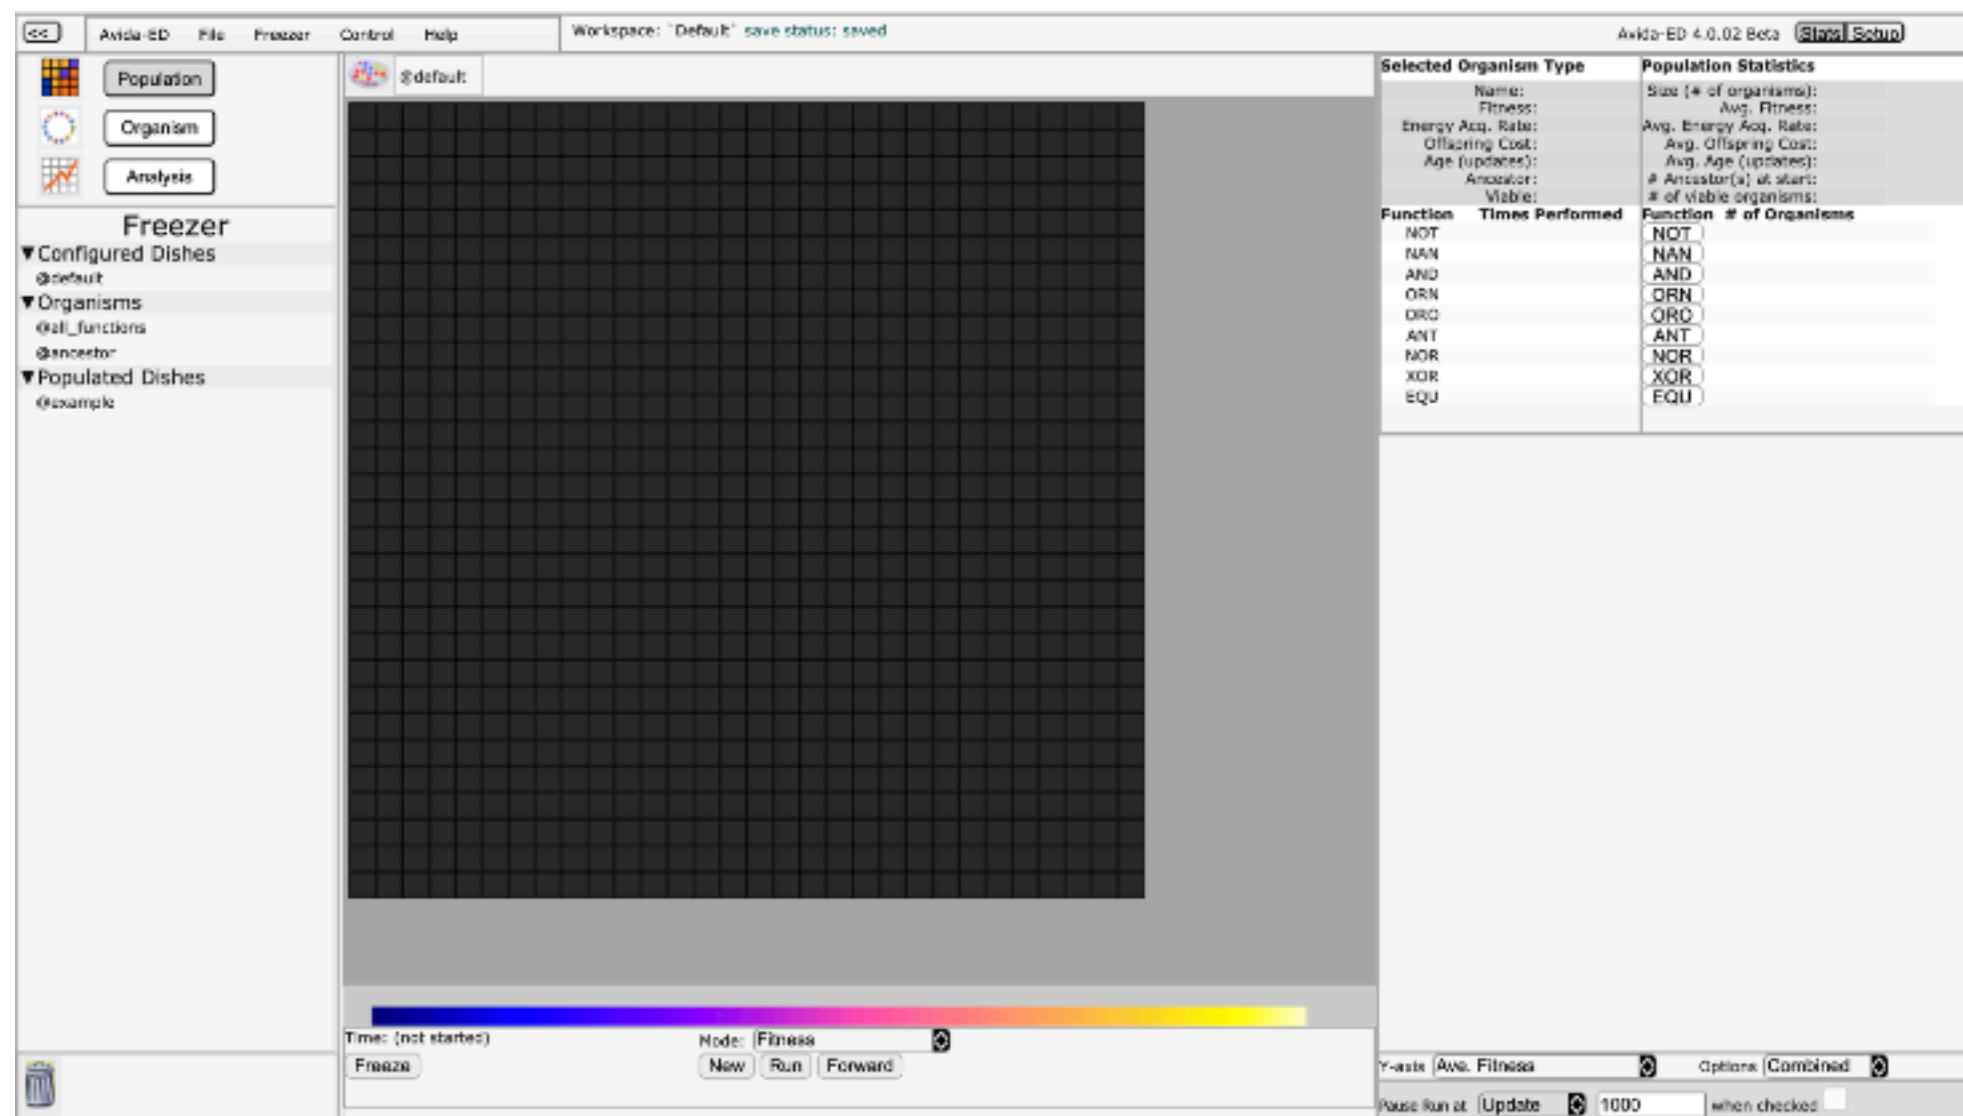 << Avida-ED File Freezer Control Help Workspace: `Default` save status: saved Avida-ED 4.0.02 Beta Stats Setup
Population
Organism
Analysis
Freezer
▼Configured Dishes
@default
▼Organisms
@all_functions
@ancestor
▼Populated Dishes
@example
@default
Time: (not started)
Freeze
Mode: Fitness
New Run Forward
Selected Organism Type
Name:
Fitness:
Energy Acq. Rate:
Offspring Cost:
Age (updates):
Ancestor:
Viable:
Function Times Performed
NOT
NAN
AND
ORN
ORO
ANT
NOR
XOR
EQU
Population Statistics
Size (# of organisms):
Avg. Fitness:
Avg. Energy Acq. Rate:
Avg. Offspring Cost:
Avg. Age (updates):
# Ancestor(s) at start:
# of viable organisms:
Function # of Organisms
NOT
NAN
AND
ORN
ORO
ANT
NOR
XOR
EQU
Y-axis Ave. Fitness Options Combined
Pause Run at Update 1000 when checked